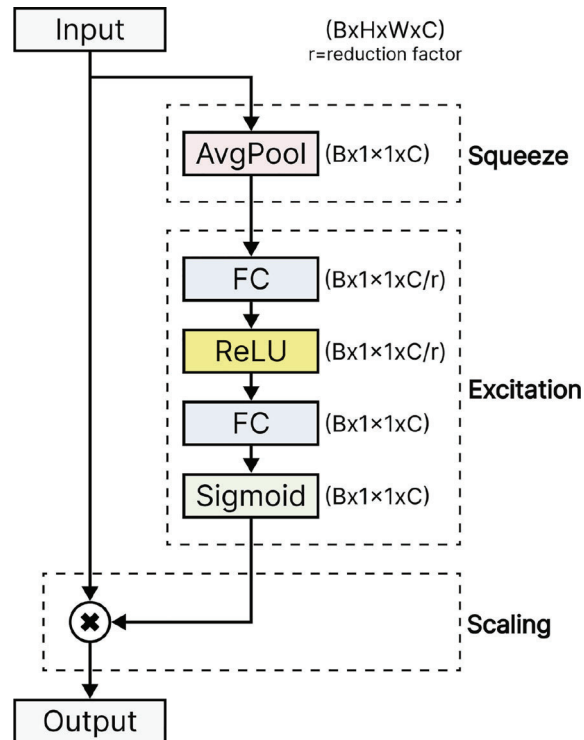 Input
(BxHxWxC)
r=reduction factor
AvgPool
(Bx1×1xC)
Squeeze
FC
(Bx1×1xC/r)
ReLU
(Bx1×1xC/r)
Excitation
FC
(Bx1×1xC)
Sigmoid
(Bx1×1xC)
Scaling
Output